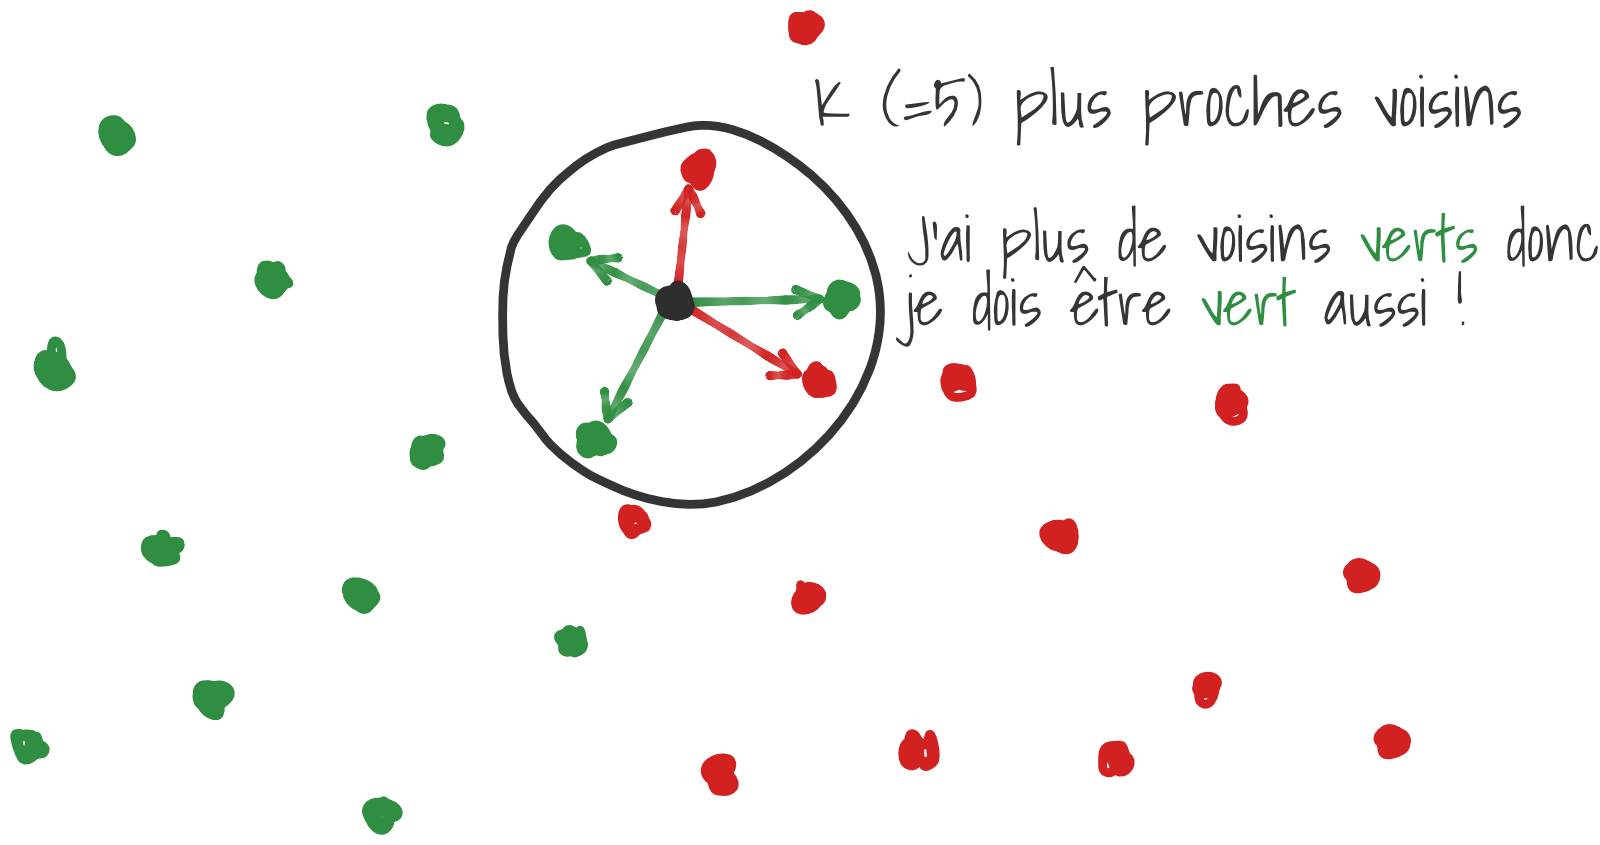 K (=5) plus proches voisins
J'ai plus de voisins verts donc
je dois être vert aussi !